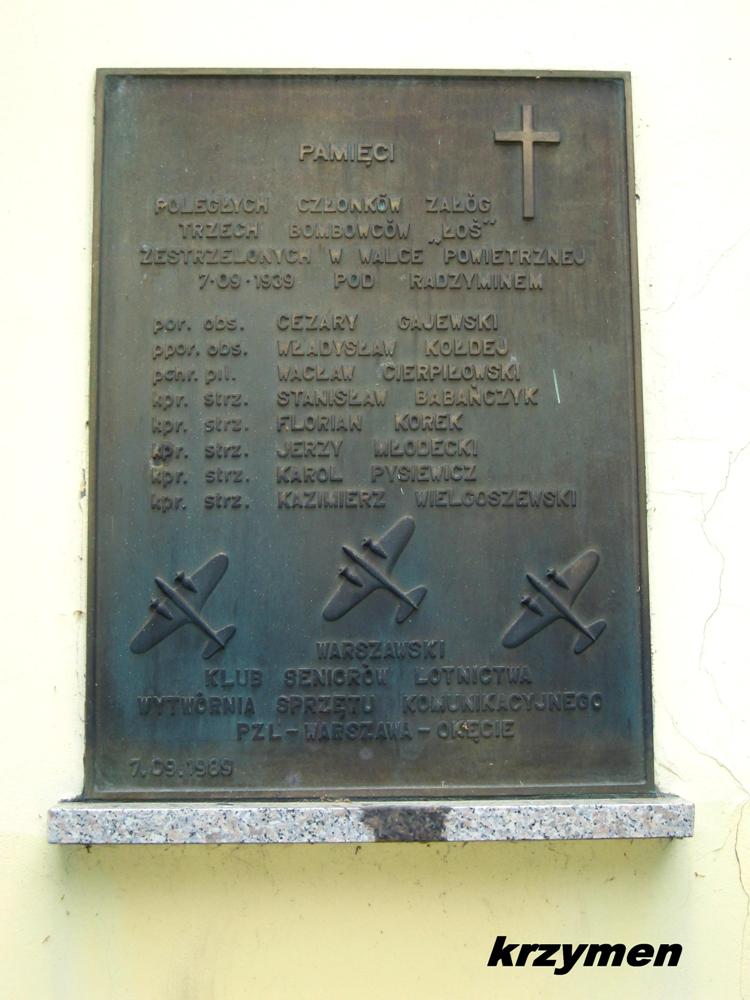 PAMIĘCI
POLEGŁYCH CZŁONKÓW ZAŁÓG
TRZECH BOMBOWCÓW „ŁOŚ”
ZESTRZELONYCH W WALCE POWIETRZNEJ
7·09·1939 POD RADZYMINEM
por. obs. CEZARY GAJEWSKI
ppor. obs. WŁADYSŁAW KOŁDEJ
pchr. pil. WACŁAW CIERPIŁOWSKI
kpr. strz. STANISŁAW BABAŃCZYK
kpr. strz. FLORIAN KOREK
kpr. strz. JERZY MŁODECKI
kpr. strz. KAROL PYSIEWICZ
kpr. strz. KAZIMIERZ WIELGOSZEWSKI
WARSZAWSKI
KLUB SENIORÓW LOTNICTWA
WYTWÓRNIA SPRZĘTU KOMUNIKACYJNEGO
PZL-WARSZAWA-OKĘCIE
7.09.1989
krzymen